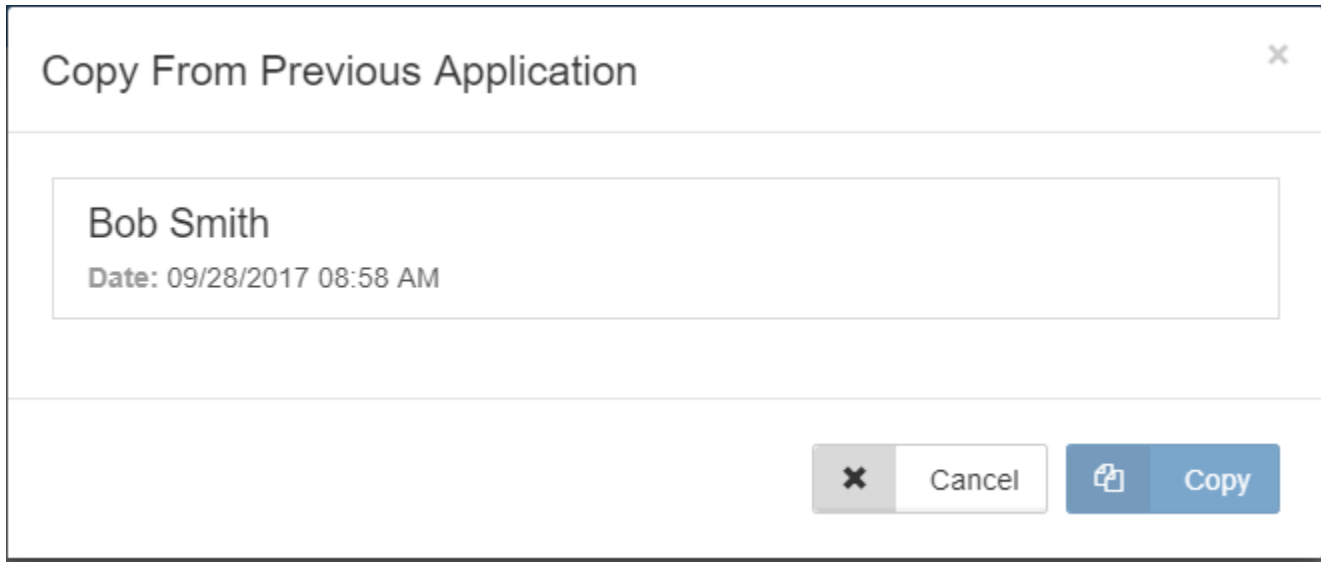 Copy From Previous Application
Bob Smith
Date: 09/28/2017 08:58 AM
Cancel
Copy